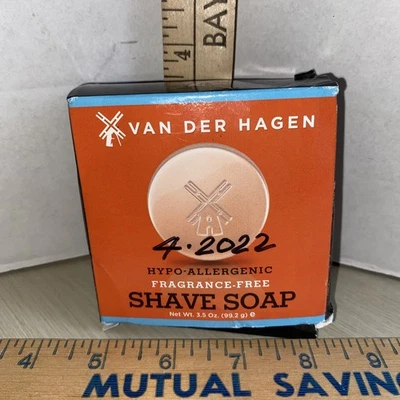 BAY
VAN DER HAGEN
4·2022
HYPO-ALLERGENIC
FRAGRANCE-FREE
SHAVE SOAP
Net Wt. 3.5 Oz. (99.2 g) e
4 5 6 7 8 9
MUTUAL SAVIN